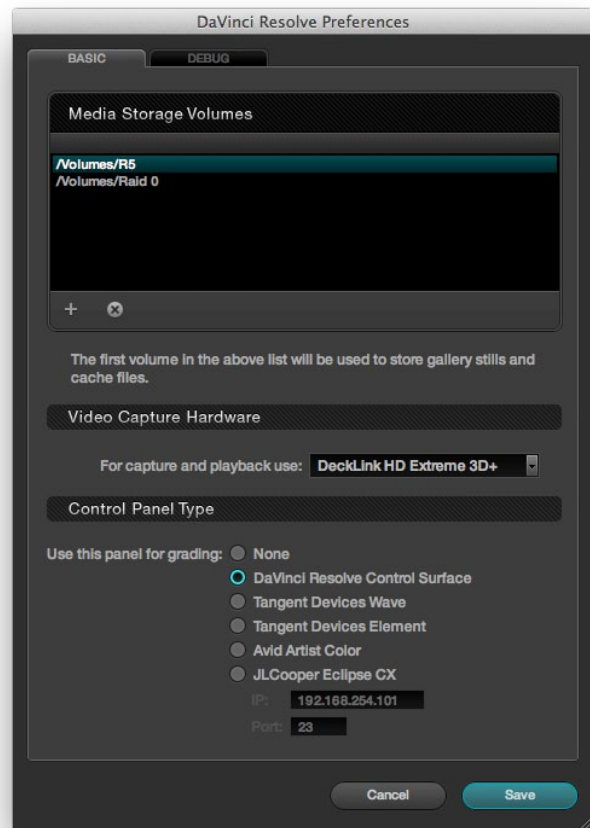 DaVinci Resolve Preferences
BASIC
DEBUG
Media Storage Volumes
/Volumes/R5
/Volumes/Raid 0
The first volume in the above list will be used to store gallery stills and
cache files.
Video Capture Hardware
For capture and playback use: DeckLink HD Extreme 3D+
Control Panel Type
Use this panel for grading: None
DaVinci Resolve Control Surface
Tangent Devices Wave
Tangent Devices Element
Avid Artist Color
JLCooper Eclipse CX
IP: 192.168.254.101
Port: 23
Cancel
Save